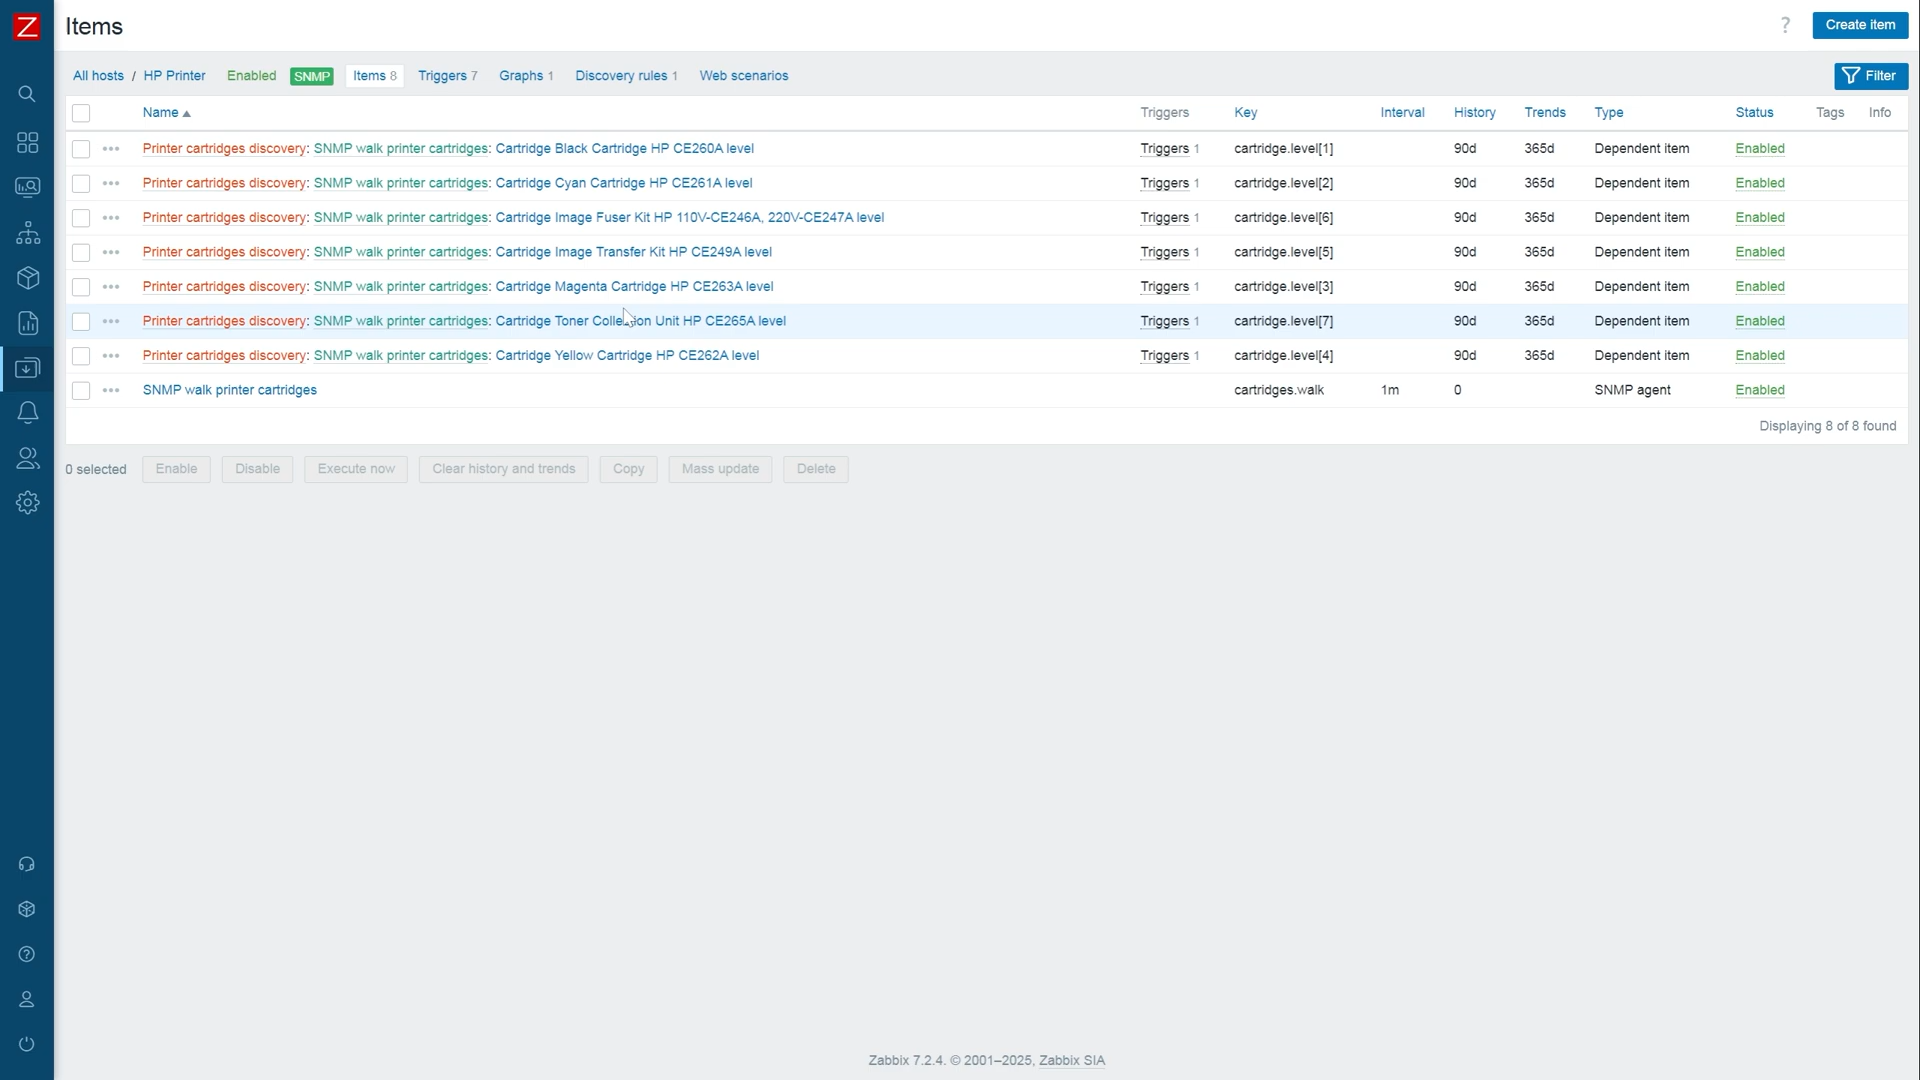 Z Items ? Create item
All hosts / HP Printer Enabled SNMP Items 8 Triggers 7 Graphs 1 Discovery rules 1 Web scenarios Filter
Name Triggers Key Interval History Trends Type Status Tags Info
Printer cartridges discovery: SNMP walk printer cartridges: Cartridge Black Cartridge HP CE260A level Triggers 1 cartridge.level[1] 90d 365d Dependent item Enabled
Printer cartridges discovery: SNMP walk printer cartridges: Cartridge Cyan Cartridge HP CE261A level Triggers 1 cartridge.level[2] 90d 365d Dependent item Enabled
Printer cartridges discovery: SNMP walk printer cartridges: Cartridge Image Fuser Kit HP 110V-CE246A, 220V-CE247A level Triggers 1 cartridge.level[6] 90d 365d Dependent item Enabled
Printer cartridges discovery: SNMP walk printer cartridges: Cartridge Image Transfer Kit HP CE249A level Triggers 1 cartridge.level[5] 90d 365d Dependent item Enabled
Printer cartridges discovery: SNMP walk printer cartridges: Cartridge Magenta Cartridge HP CE263A level Triggers 1 cartridge.level[3] 90d 365d Dependent item Enabled
Printer cartridges discovery: SNMP walk printer cartridges: Cartridge Toner Collection Unit HP CE265A level Triggers 1 cartridge.level[7] 90d 365d Dependent item Enabled
Printer cartridges discovery: SNMP walk printer cartridges: Cartridge Yellow Cartridge HP CE262A level Triggers 1 cartridge.level[4] 90d 365d Dependent item Enabled
SNMP walk printer cartridges cartridges.walk 1m 0 SNMP agent Enabled
Displaying 8 of 8 found
0 selected Enable Disable Execute now Clear history and trends Copy Mass update Delete
Zabbix 7.2.4. © 2001–2025, Zabbix SIA